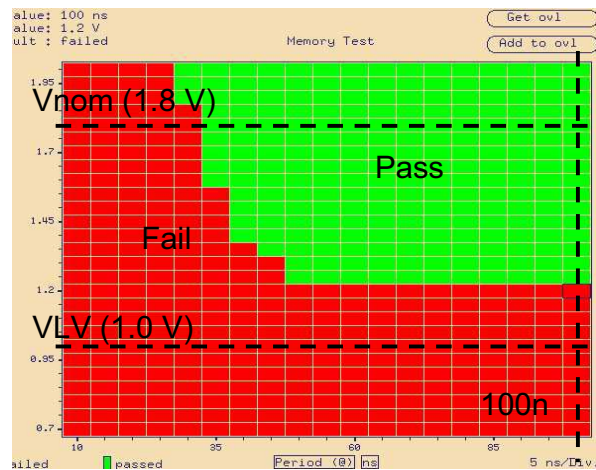 alue: 100 ns
alue: 1.2 V
ult : failed
Memory Test
Get ovl
Add to ovl
1.95
Vnom (1.8 V)
1.7
Pass
1.45
Fail
1.2
VLV (1.0 V)
0.95
100n
0.7
10 35 60 85
ailed passed Period (@) ns 5 ns/Div.